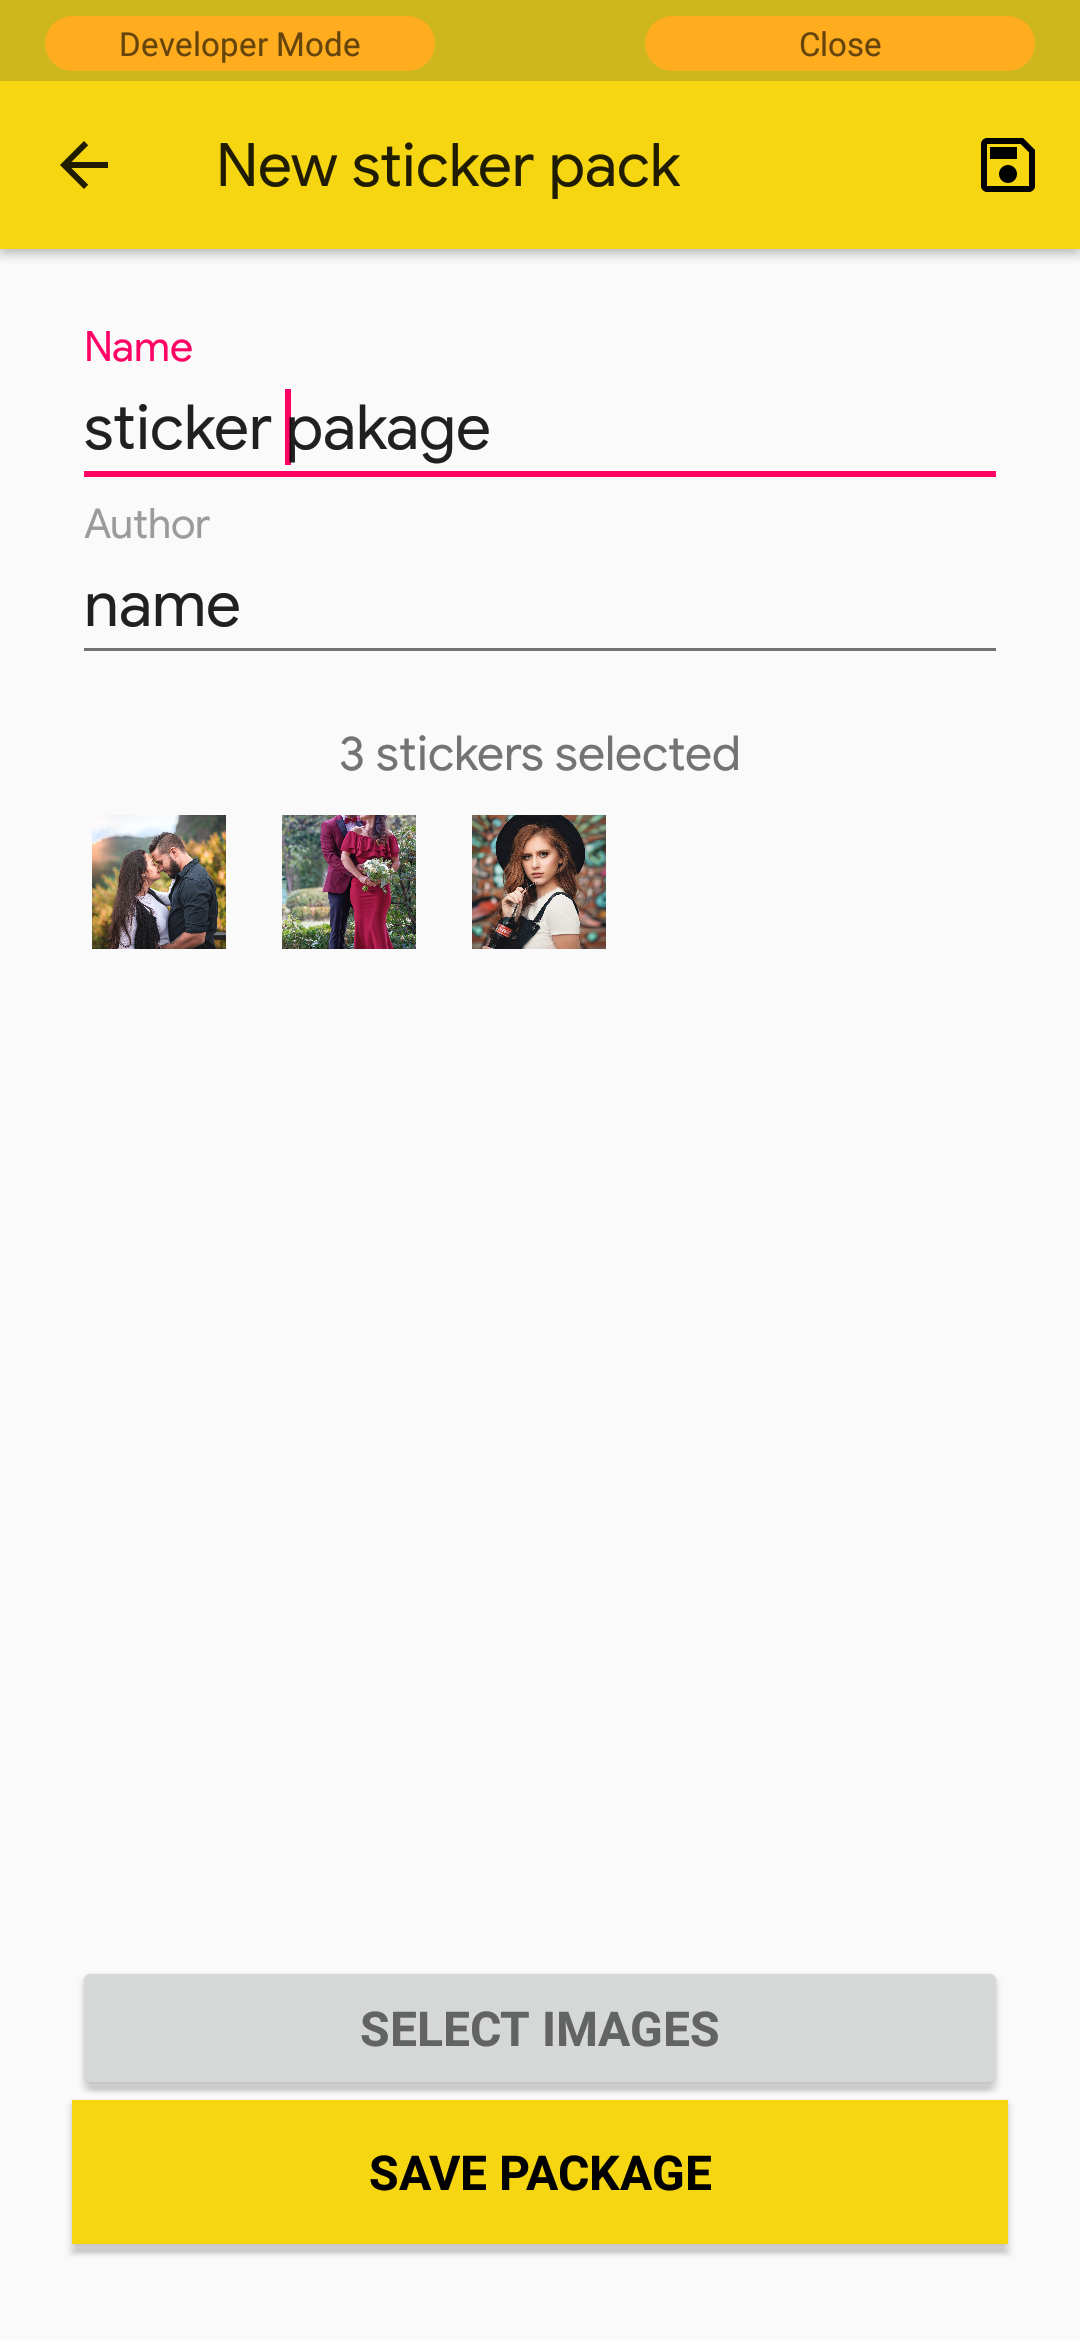 Developer Mode
Close
New sticker pack
Name
sticker pakage
Author
name
3 stickers selected
SELECT IMAGES
SAVE PACKAGE